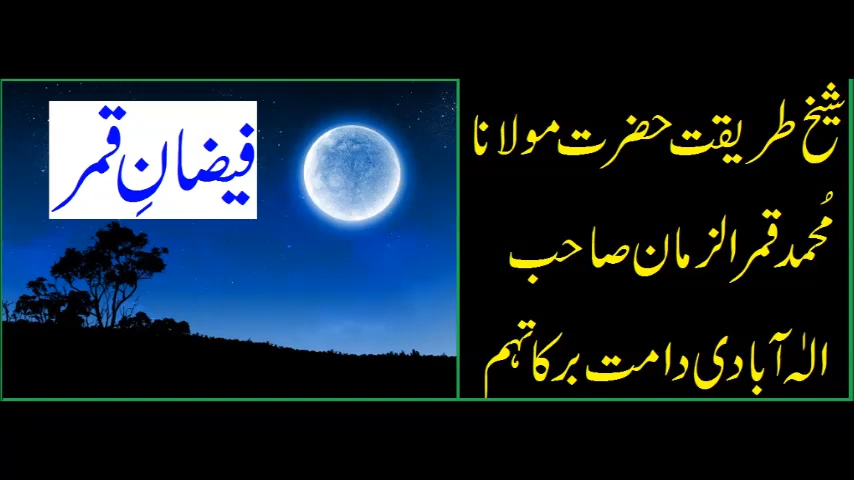 فیضانِ قمر
شیخ طریقت حضرت مولانا
مُحمد قمرالزمان صاحب
الہٰ آبادی دامت برکاتہم